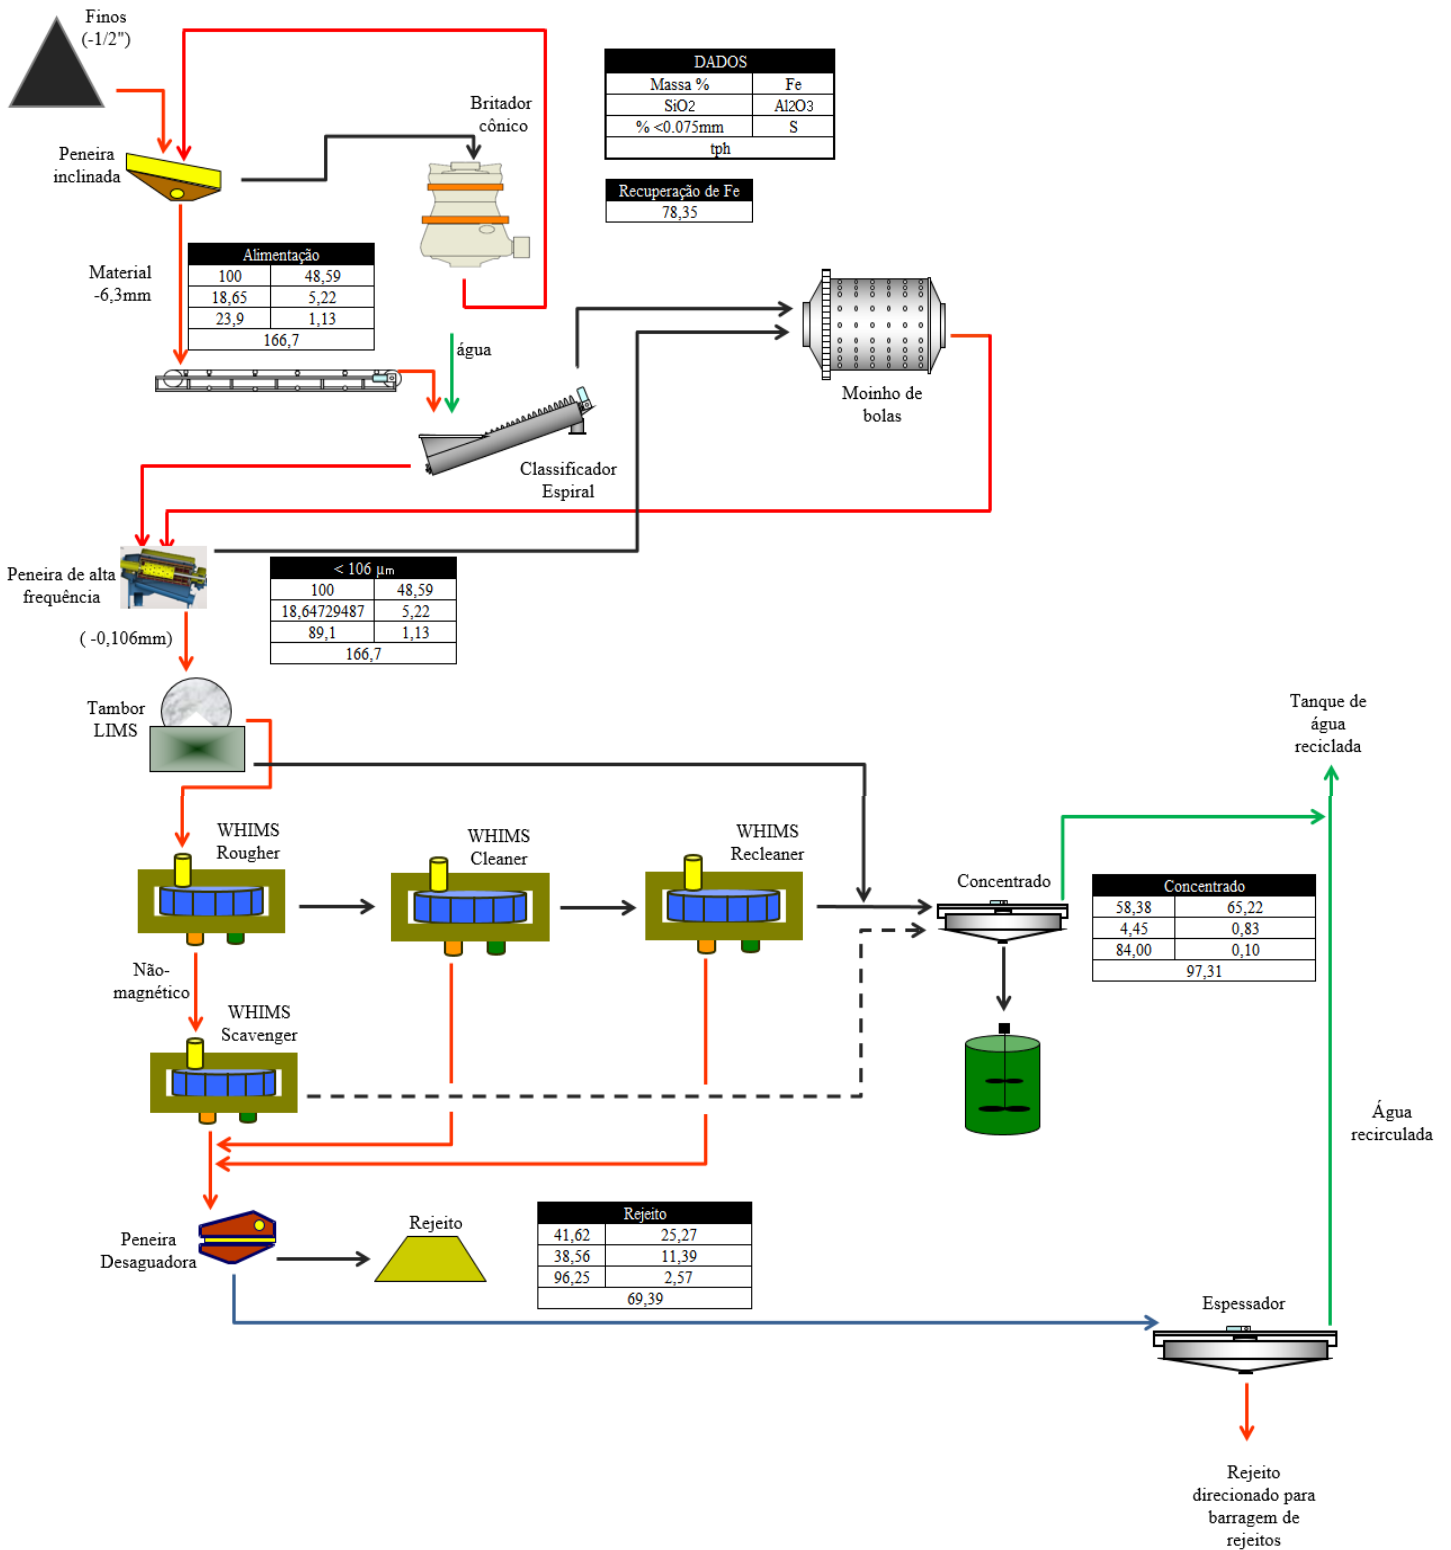 Finos
(-1/2")
Peneira
inclinada
Britador
cônico
DADOS
Massa % Fe
SiO2 Al2O3
% <0.075mm S
tph
Recuperação de Fe
78,35
Material
-6,3mm
Alimentação
100 48,59
18,65 5,22
23,9 1,13
166,7
água
Moinho de
bolas
Classificador
Espiral
Peneira de alta
frequência
< 106 µm
100 48,59
18,64729487 5,22
89,1 1,13
166,7
( -0,106mm)
Tambor
LIMS
Tanque de
água
reciclada
WHIMS
Rougher
WHIMS
Cleaner
WHIMS
Recleaner
Concentrado
Concentrado
58,38 65,22
4,45 0,83
84,00 0,10
97,31
Não-
magnético
WHIMS
Scavenger
Água
recirculada
Peneira
Desaguadora
Rejeito
Rejeito
41,62 25,27
38,56 11,39
96,25 2,57
69,39
Espessador
Rejeito
direcionado para
barragem de
rejeitos